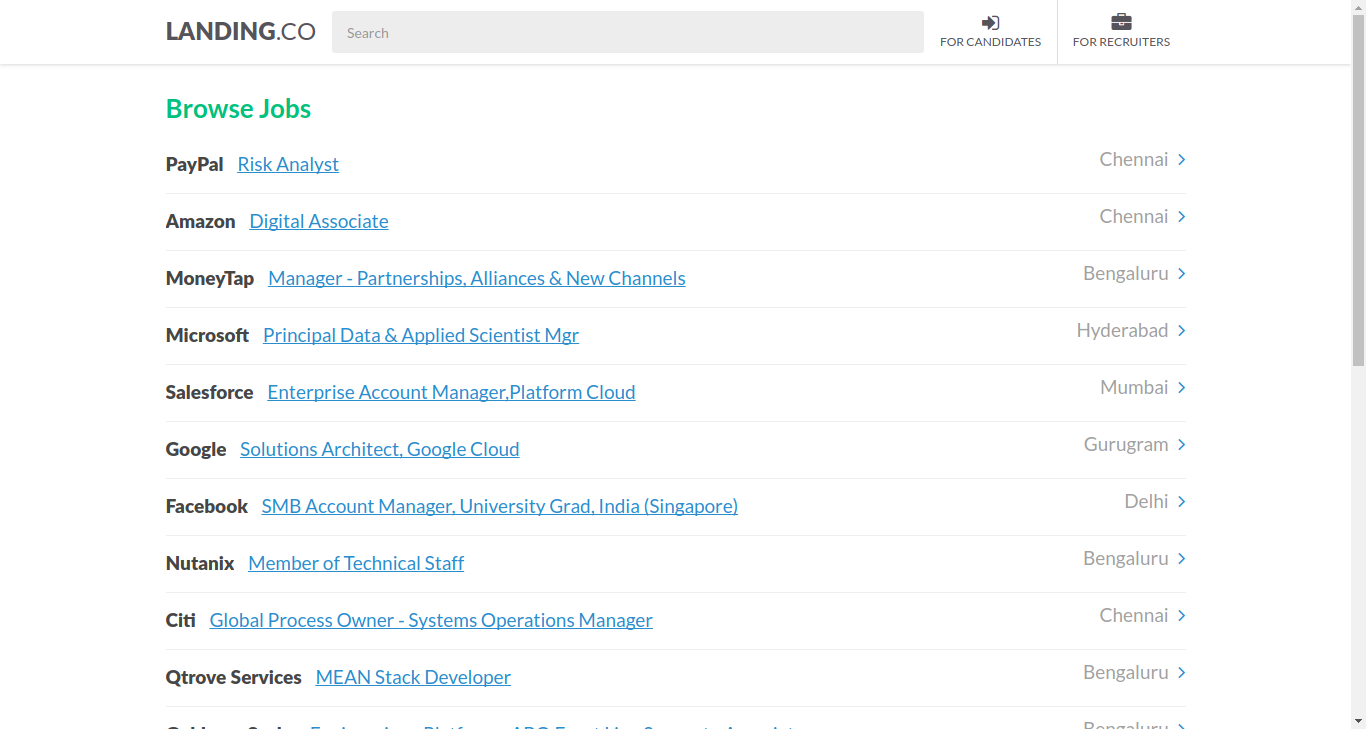 LANDING.CO
Search
FOR CANDIDATES
FOR RECRUITERS
Browse Jobs
PayPal Risk Analyst Chennai
Amazon Digital Associate Chennai
MoneyTap Manager - Partnerships, Alliances & New Channels Bengaluru
Microsoft Principal Data & Applied Scientist Mgr Hyderabad
Salesforce Enterprise Account Manager,Platform Cloud Mumbai
Google Solutions Architect, Google Cloud Gurugram
Facebook SMB Account Manager, University Grad, India (Singapore) Delhi
Nutanix Member of Technical Staff Bengaluru
Citi Global Process Owner - Systems Operations Manager Chennai
Qtrove Services MEAN Stack Developer Bengaluru
Bengaluru